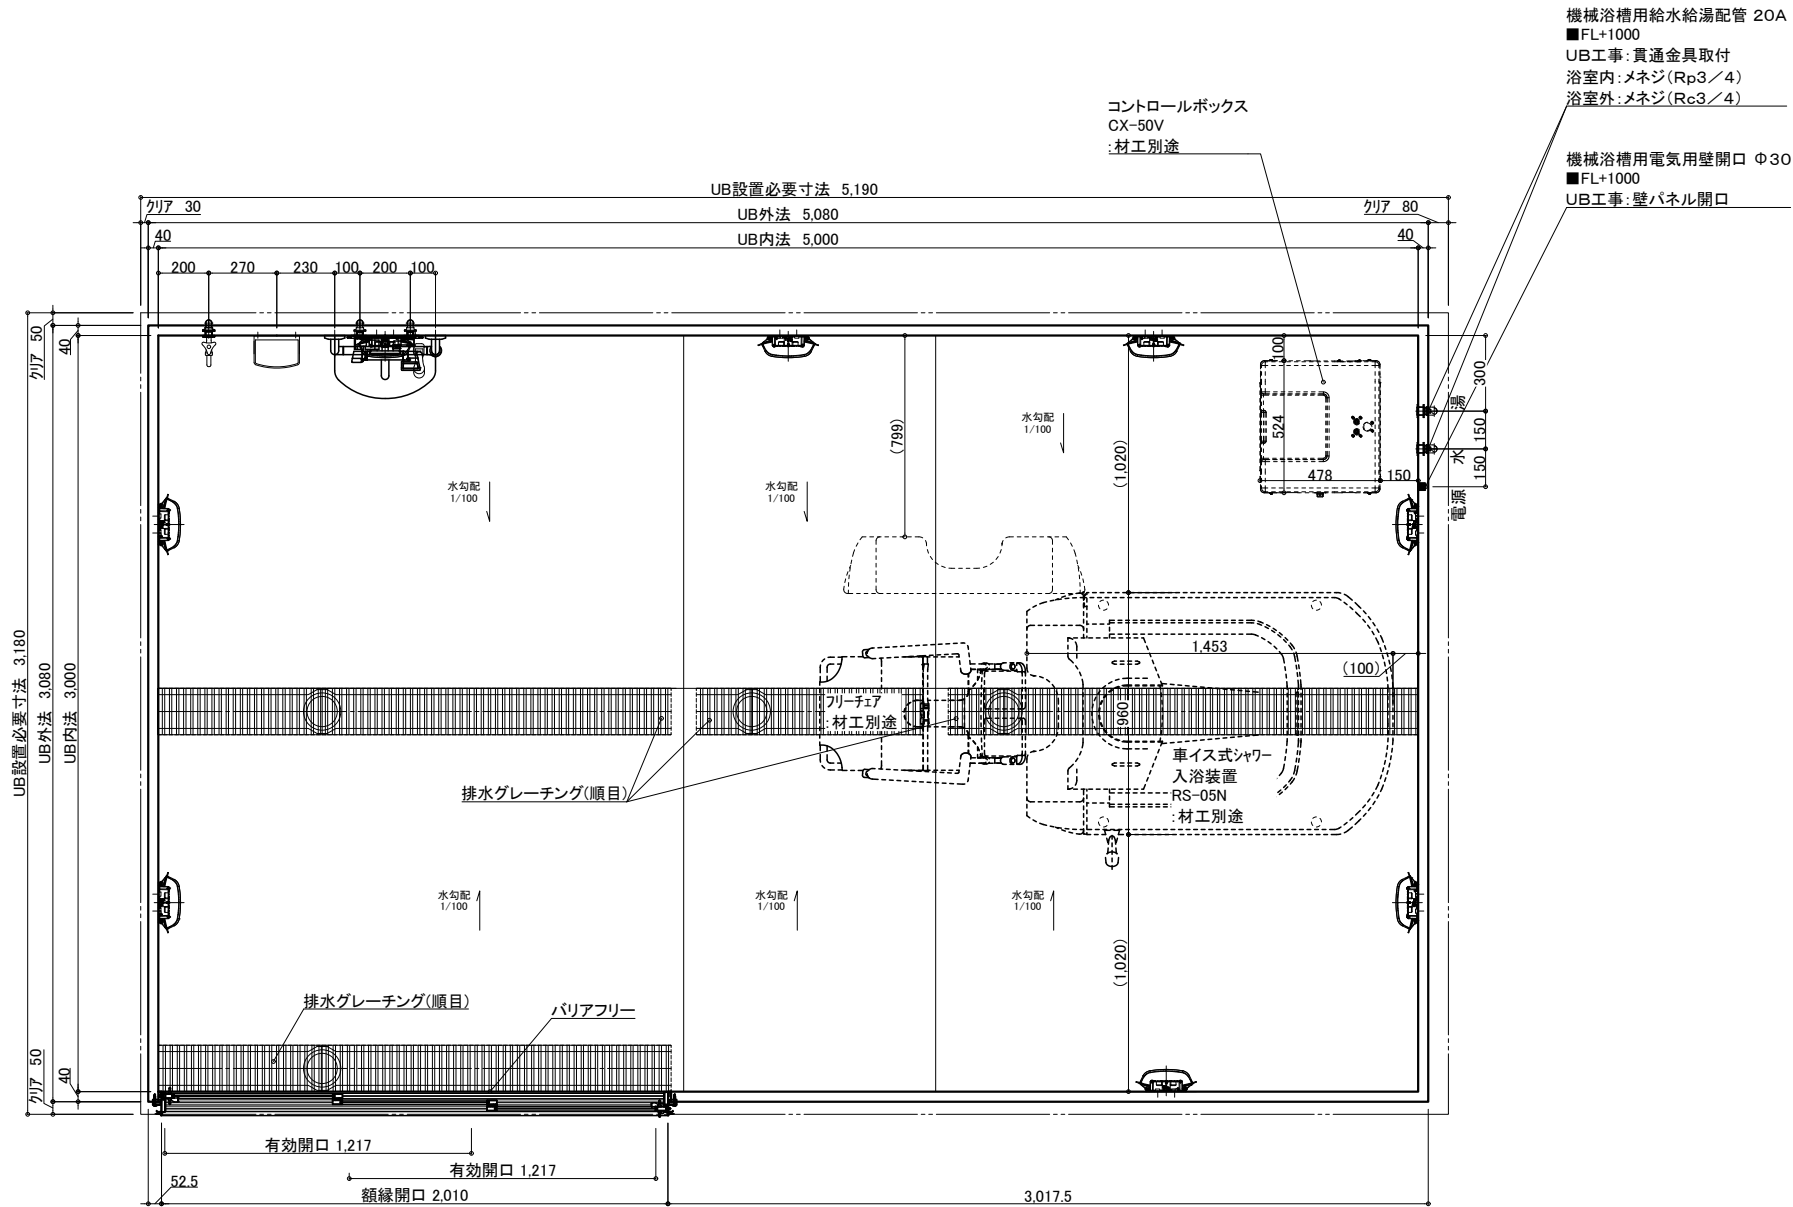 機械浴槽用給水給湯配管 20A
■FL+1000
UB工事:貫通金具取付
浴室内:メネジ(Rp3／4)
浴室外:メネジ(Rc3／4)
コントロールボックス
CX-50V
:材工別途
機械浴槽用電気用壁開口 Φ30
■FL+1000
UB工事:壁パネル開口
UB設置必要寸法 5,190
クリア 30
UB外法 5,080
クリア 80
40
UB内法 5,000
40
200
270
230
100
200
100
クリア 50
40
100
300
湯
150
水
150
電源
524
478
150
(799)
(1,020)
水勾配
1/100
水勾配
1/100
水勾配
1/100
UB設置必要寸法 3,180
UB外法 3,080
UB内法 3,000
1,453
(100)
960
フリーチェア
:材工別途
車イス式シャワー
入浴装置
RS-05N
:材工別途
排水グレーチング(順目)
水勾配
1/100
水勾配
1/100
水勾配
1/100
(1,020)
排水グレーチング(順目)
バリアフリー
クリア 50
40
有効開口 1,217
有効開口 1,217
52.5
額縁開口 2,010
3,017.5